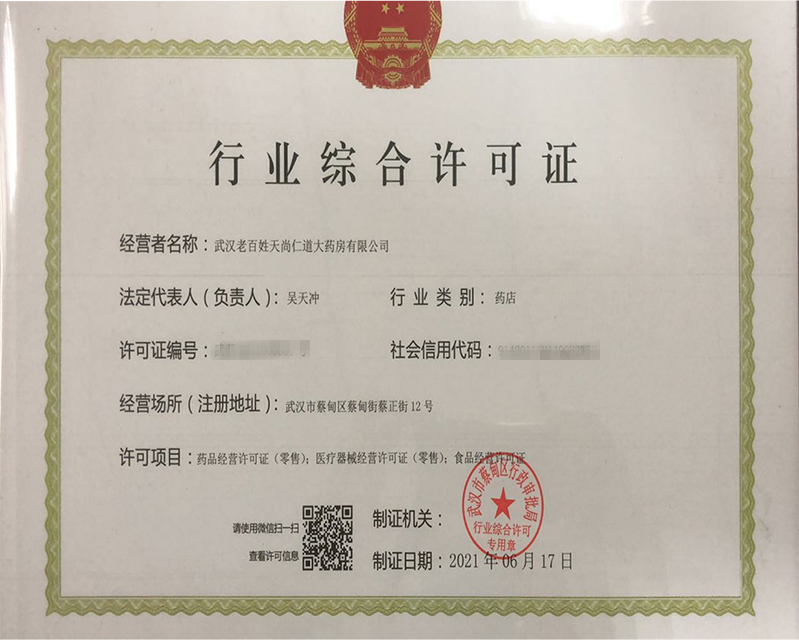 行业综合许可证
经营者名称：武汉老百姓天尚仁道大药房有限公司
法定代表人（负责人）：吴天冲
行业类别：药店
许可证编号：
社会信用代码：
经营场所（注册地址）：武汉市蔡甸区蔡甸街蔡正街12号
许可项目：药品经营许可证（零售）；医疗器械经营许可证（零售）；食品经营许可证
请使用微信扫一扫
查看许可信息
制证机关：
武汉市蔡甸区行政审批局
行业综合许可
专用章
制证日期：2021年06月17日